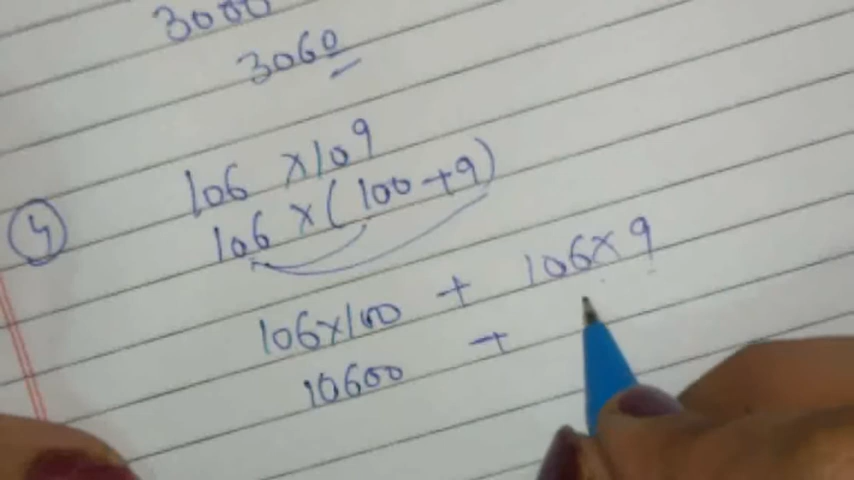 3000
3060
106 × 109
④ 106 × (100 + 9)
106×100 + 106×9
10600 +